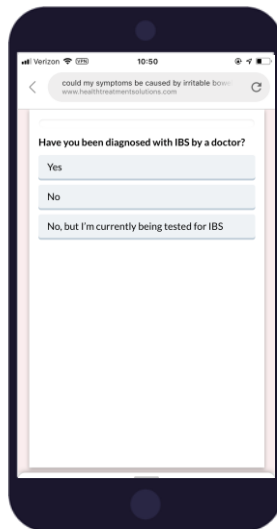 Verizon VPN 10:50
could my symptoms be caused by irritable bow
www.healthtreatmentsolutions.com
Have you been diagnosed with IBS by a doctor?
Yes
No
No, but I'm currently being tested for IBS